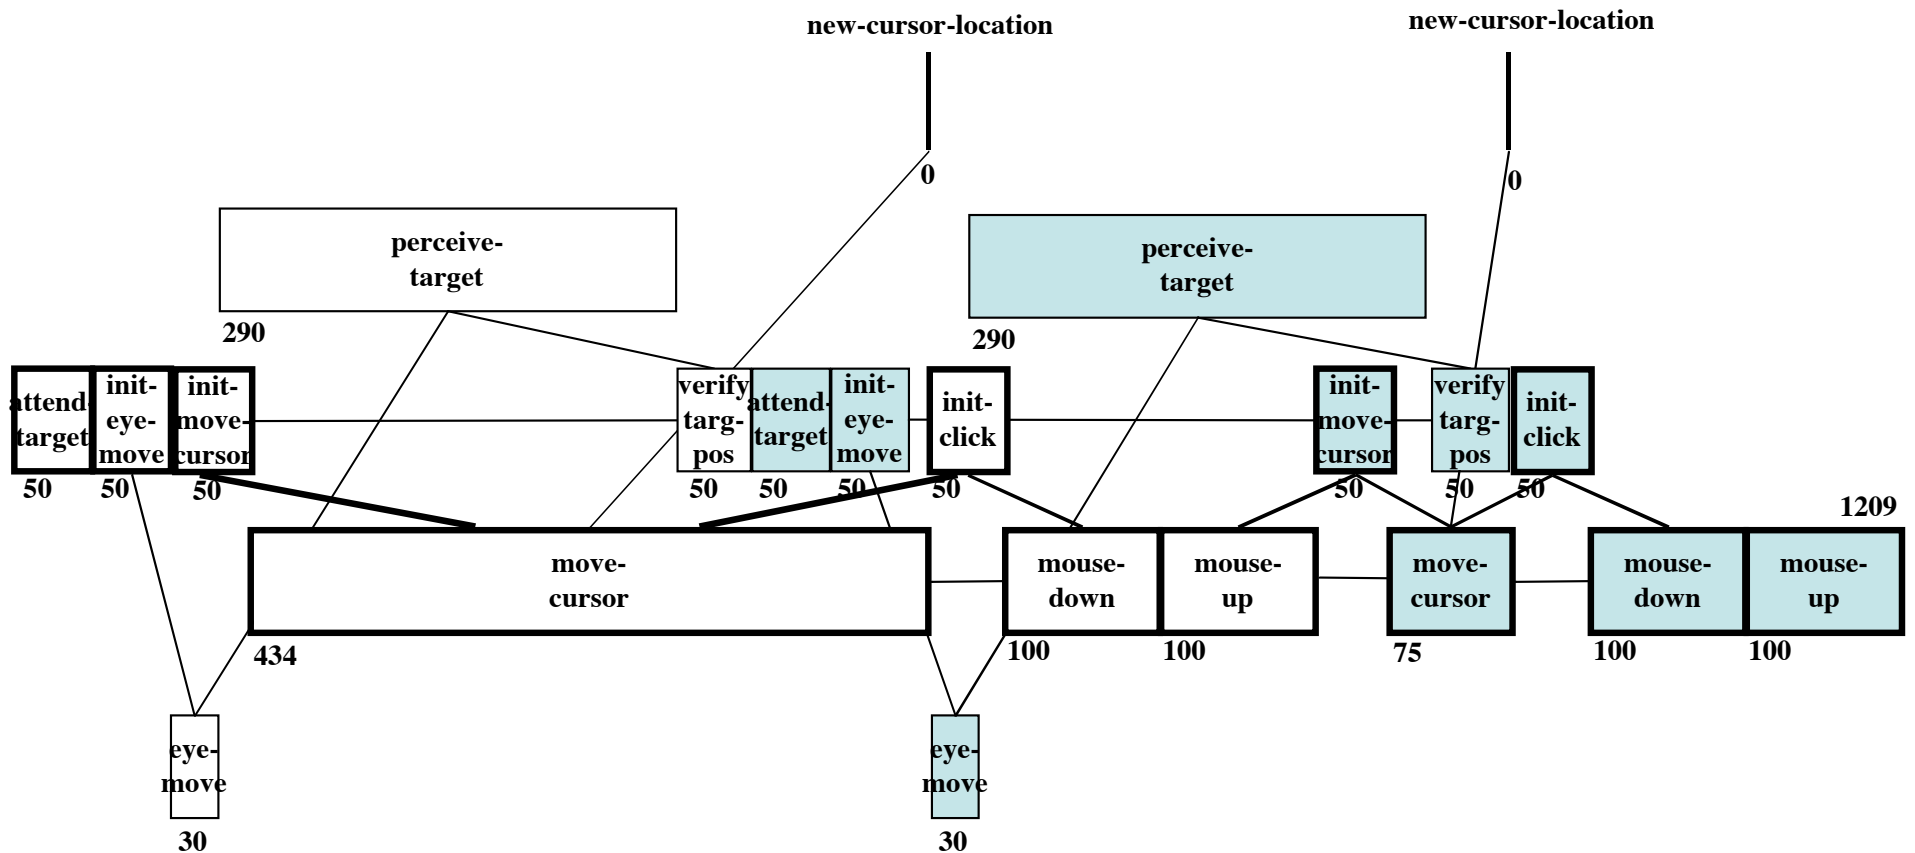 new-cursor-location
new-cursor-location
0
0
perceive-
target
290
perceive-
target
290
attend-
target
50
init-
eye-
move
50
init-
move-
cursor
50
verify
targ-
pos
50
attend-
target
50
init-
eye-
move
50
init-
click
50
init-
move-
cursor
50
verify
targ-
pos
50
init-
click
50
1209
move-
cursor
434
mouse-
down
100
mouse-
up
100
move-
cursor
75
mouse-
down
100
mouse-
up
100
eye-
move
30
eye-
move
30